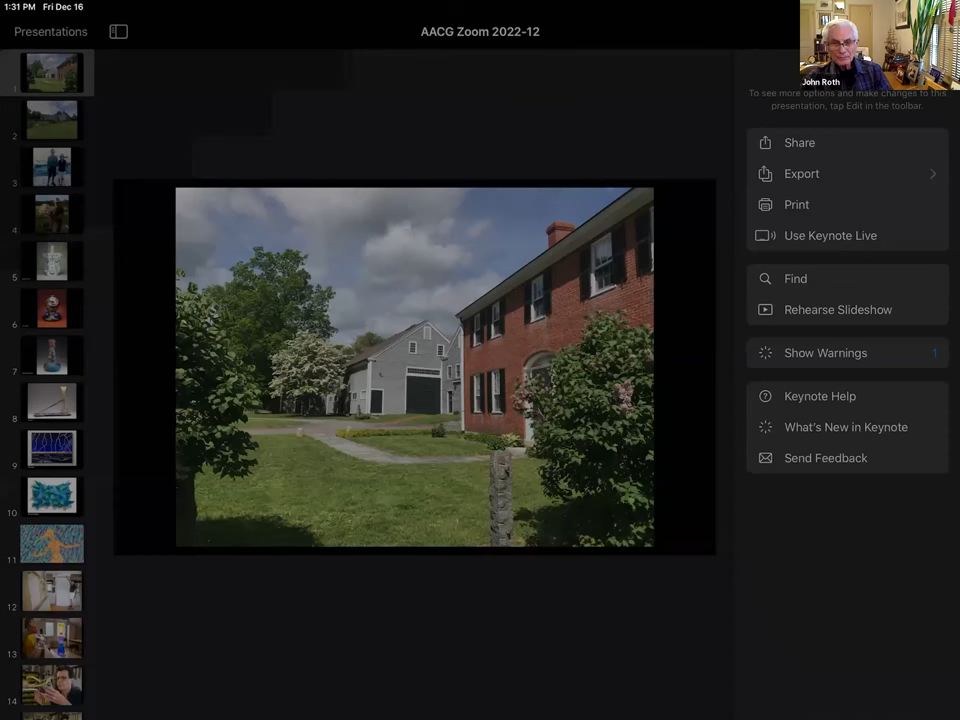 1:31 PM Fri Dec 16
Presentations
AACG Zoom 2022-12
John Roth
To see more options and make changes to this
presentation, tap Edit in the toolbar.
Share
Export
Print
Use Keynote Live
Find
Rehearse Slideshow
Show Warnings 1
Keynote Help
What's New in Keynote
Send Feedback
1
2
3
4
5
6
7
8
9
10
11
12
13
14